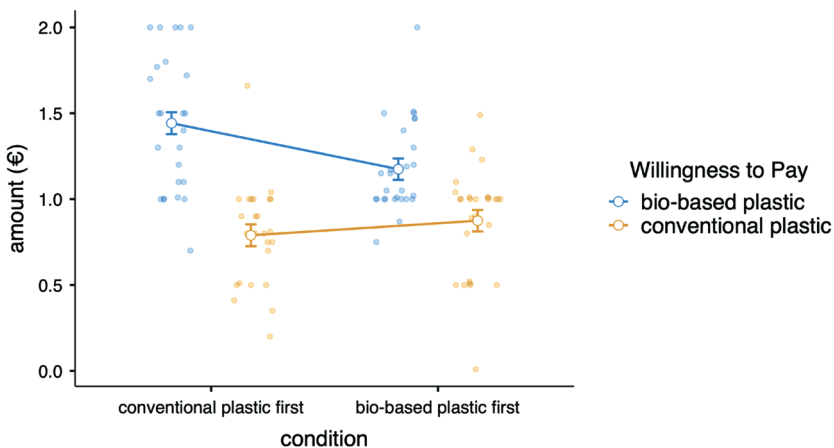 2.0
1.5
1.0
0.5
0.0
amount (€)
conventional plastic first
bio-based plastic first
condition
Willingness to Pay
bio-based plastic
conventional plastic